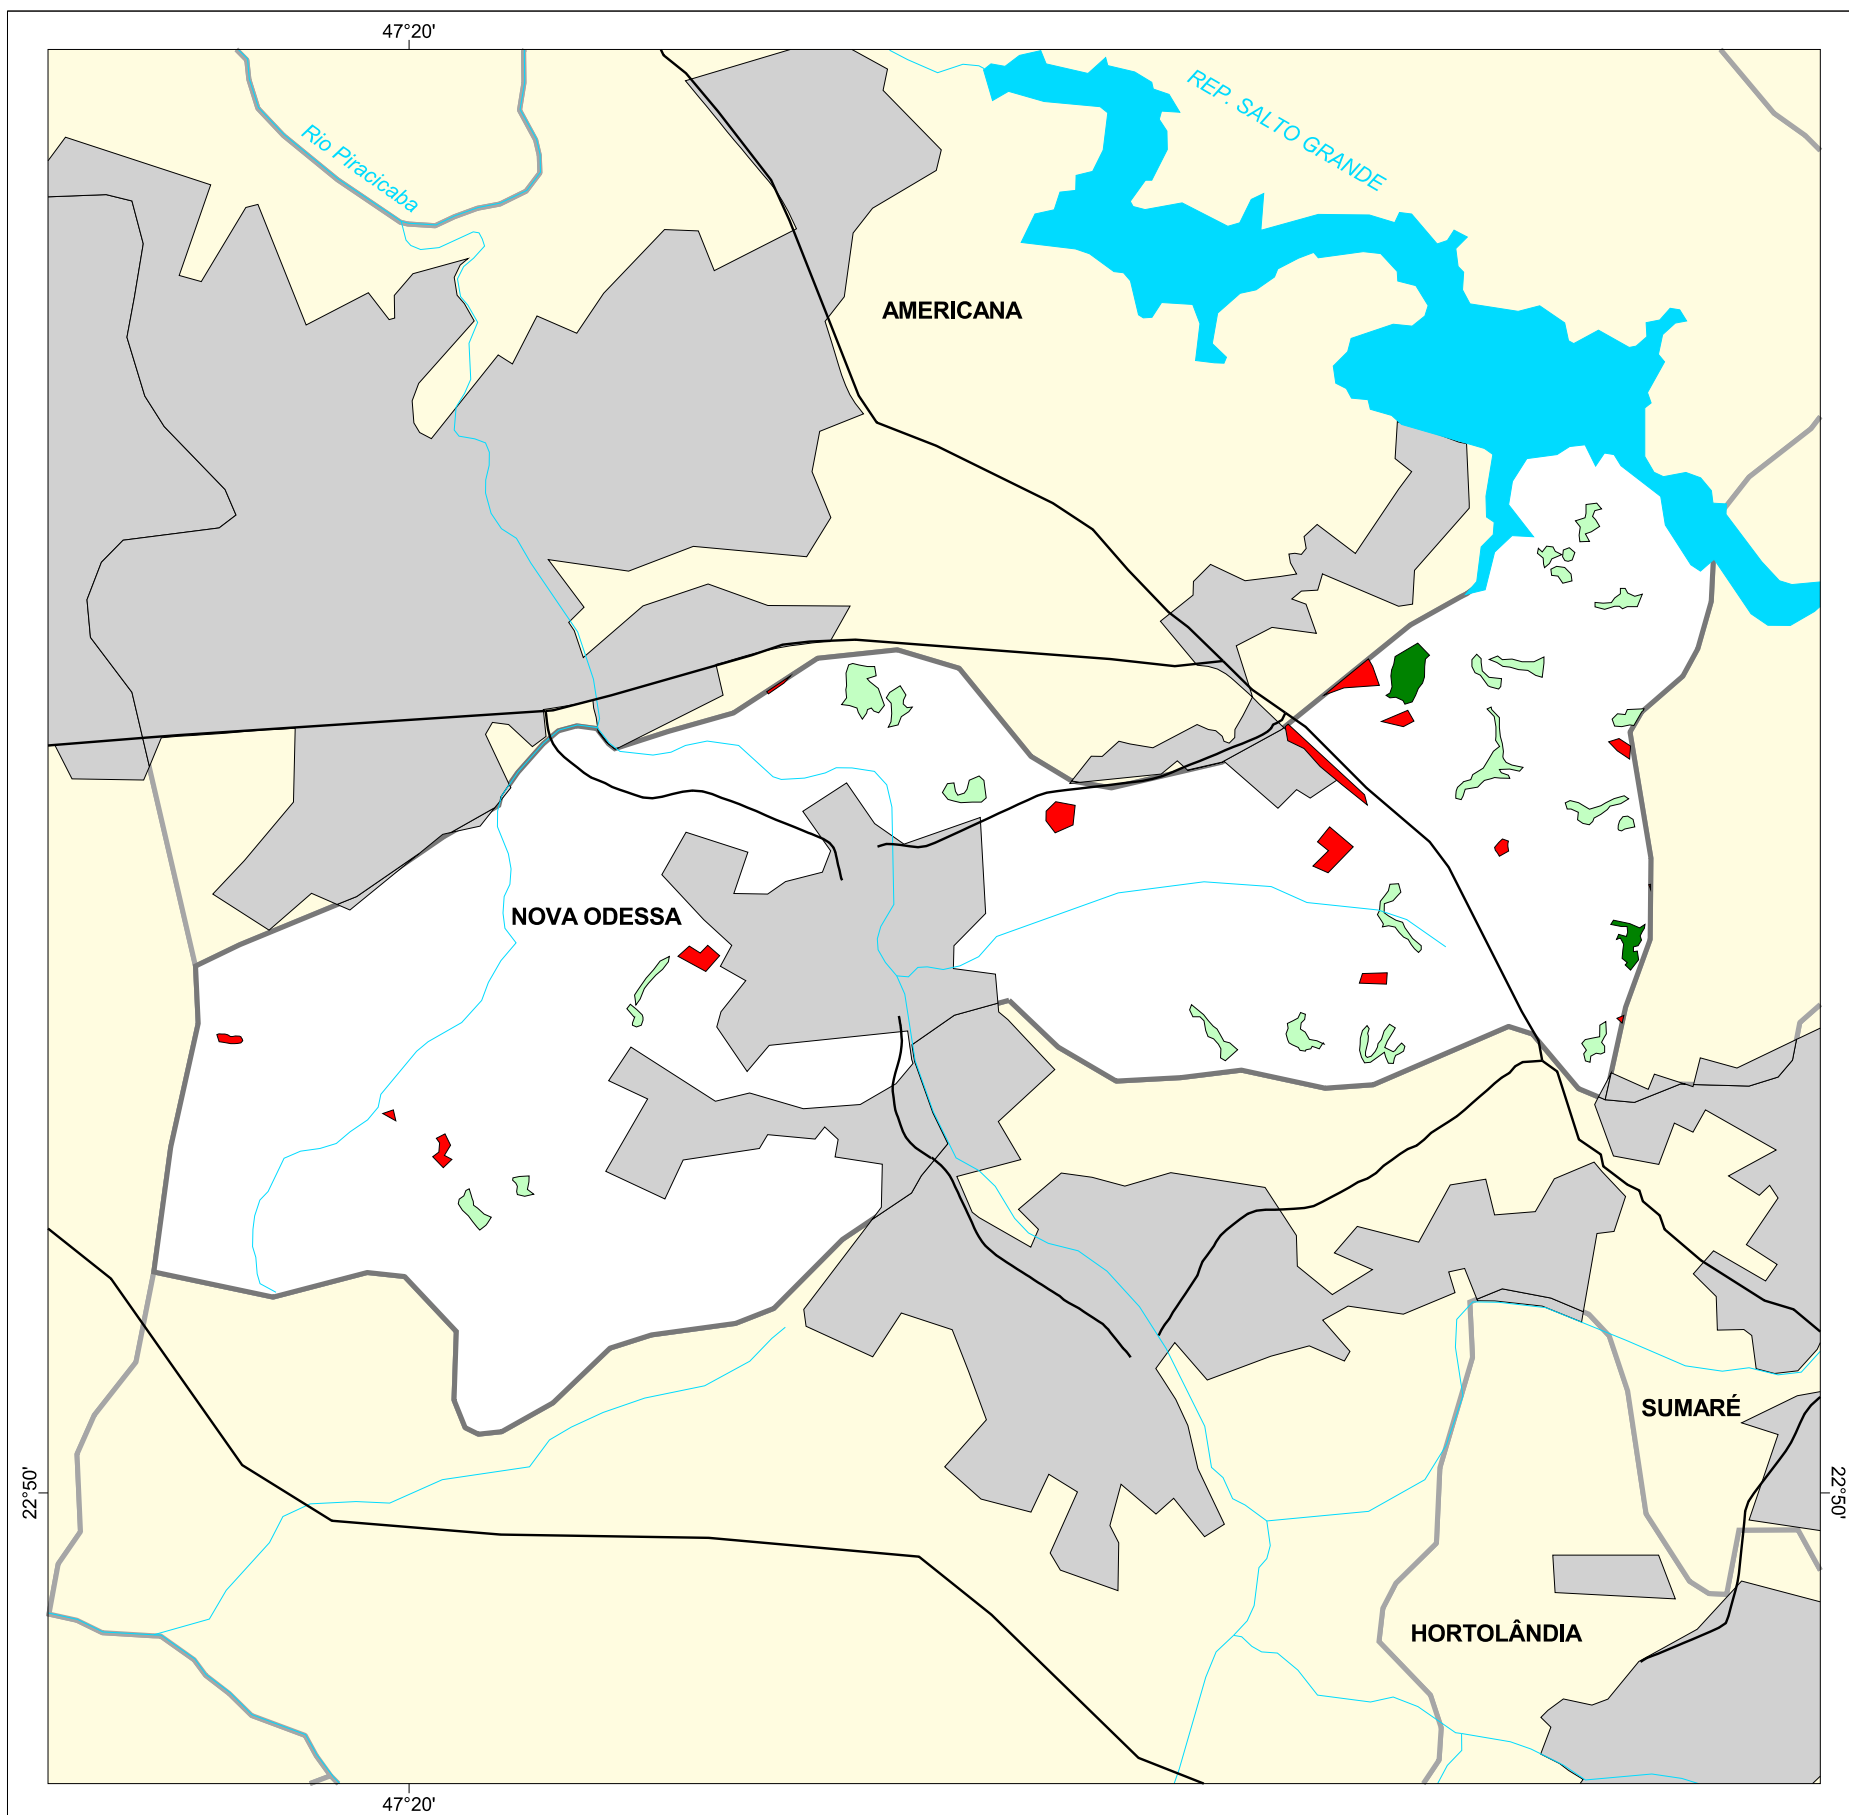 47°20'
Rio Piracicaba
REP. SALTO GRANDE
AMERICANA
NOVA ODESSA
SUMARÉ
22°50'
22°50'
HORTOLÂNDIA
47°20'